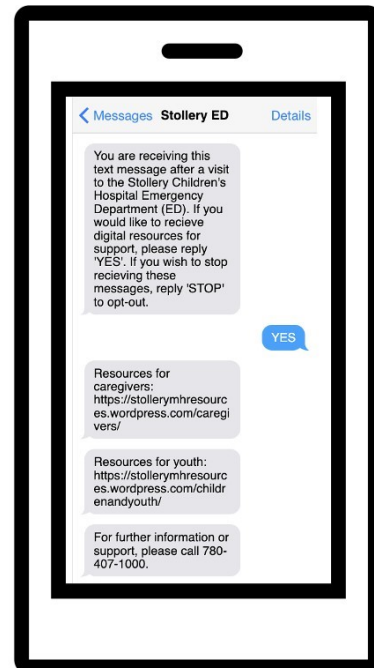 Messages Stollery ED Details
You are receiving this
text message after a visit
to the Stollery Children's
Hospital Emergency
Department (ED). If you
would like to recieve
digital resources for
support, please reply
'YES'. If you wish to stop
recieving these
messages, reply 'STOP'
to opt-out.
YES
Resources for
caregivers:
https://stollerymhresourc
es.wordpress.com/caregi
vers/
Resources for youth:
https://stollerymhresourc
es.wordpress.com/childr
enandyouth/
For further information or
support, please call 780-
407-1000.